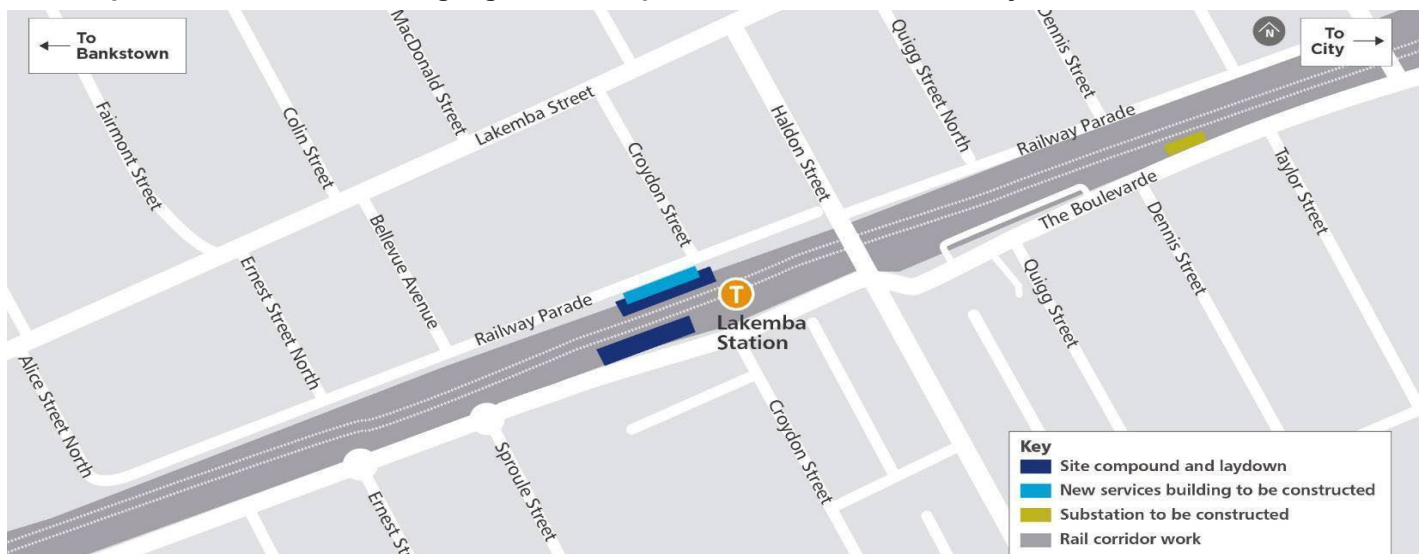 To
Bankstown
N
To
City
MacDonald Street
Quigg Street North
Dennis Street
Fairmont Street
Colin Street
Lakemba Street
Haldon Street
Railway Parade
Croydon Street
The Boulevarde
Taylor Street
Bellevue Avenue
Dennis Street
Ernest Street North
Railway Parade
T
Lakemba
Station
Quigg Street
Alice Street North
Croydon Street
Sproule Street
Ernest St
Key
Site compound and laydown
New services building to be constructed
Substation to be constructed
Rail corridor work